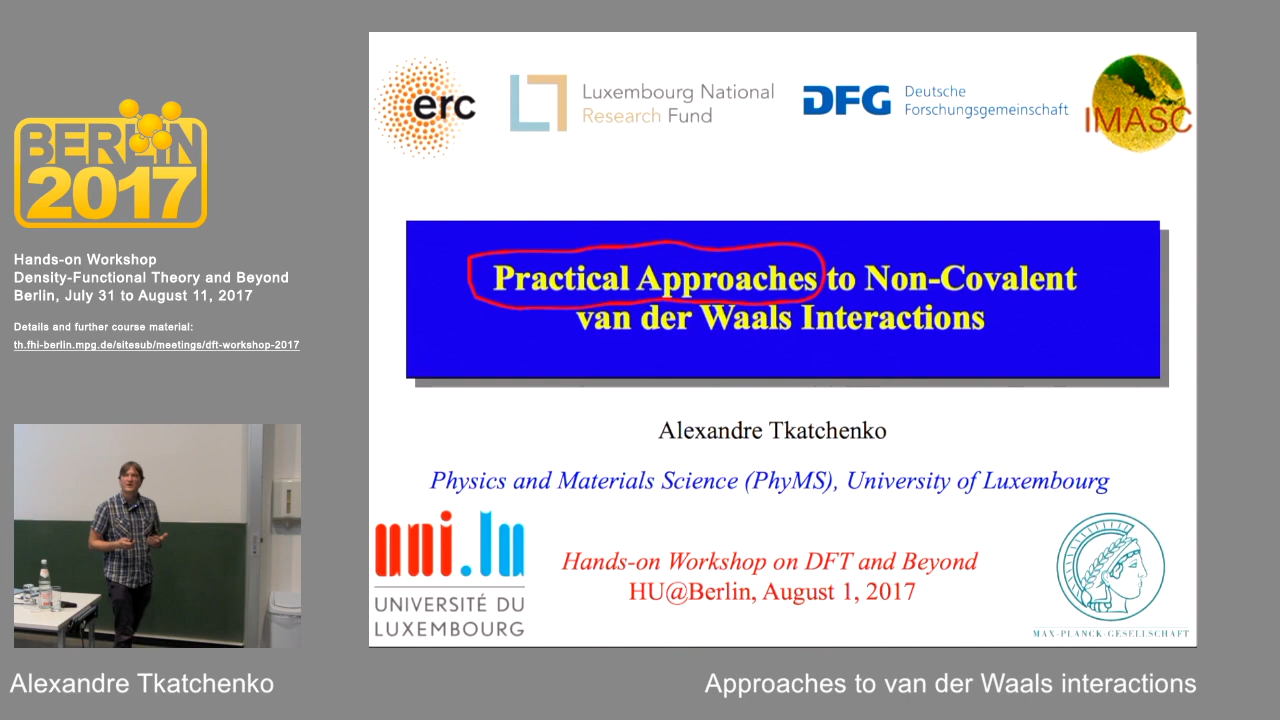 BERLIN
2017
Hands-on Workshop
Density-Functional Theory and Beyond
Berlin, July 31 to August 11, 2017
Details and further course material:
th.fhi-berlin.mpg.de/sitesub/meetings/dft-workshop-2017
erc
Luxembourg National
Research Fund
DFG Deutsche
Forschungsgemeinschaft
IMASC
Practical Approaches to Non-Covalent
van der Waals Interactions
Alexandre Tkatchenko
Physics and Materials Science (PhyMS), University of Luxembourg
uni.lu
UNIVERSITÉ DU
LUXEMBOURG
Hands-on Workshop on DFT and Beyond
HU@Berlin, August 1, 2017
MAX-PLANCK-GESELLSCHAFT
Alexandre Tkatchenko
Approaches to van der Waals interactions